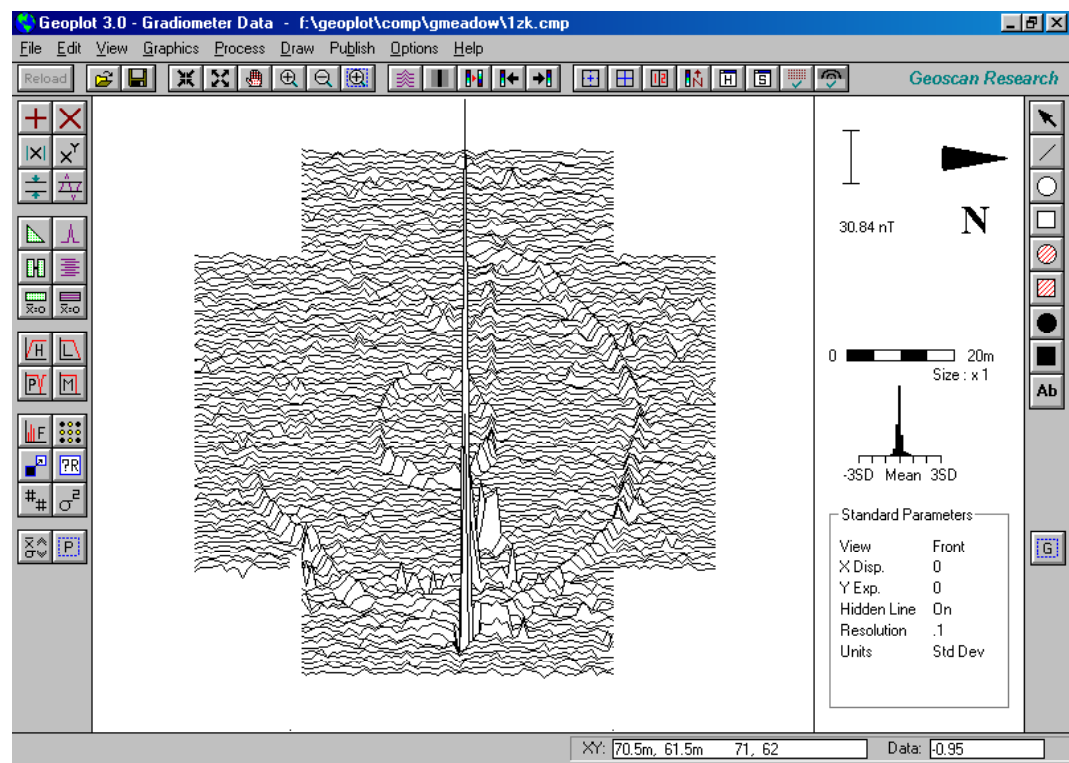 Geoplot 3.0 - Gradiometer Data - f:\geoplot\comp\gmeadow\1zk.cmp
File Edit View Graphics Process Draw Publish Options Help
Reload
Geoscan Research
30.84 nT
N
0 20m
Size : x 1
-3SD Mean 3SD
Standard Parameters
View Front
X Disp. 0
Y Exp. 0
Hidden Line On
Resolution .1
Units Std Dev
Ab
G
|X| X^Y
x̄=0 x̄=0
H L
P M
F
?R
## σ²
P
XY: 70.5m, 61.5m 71, 62 Data: -0.95